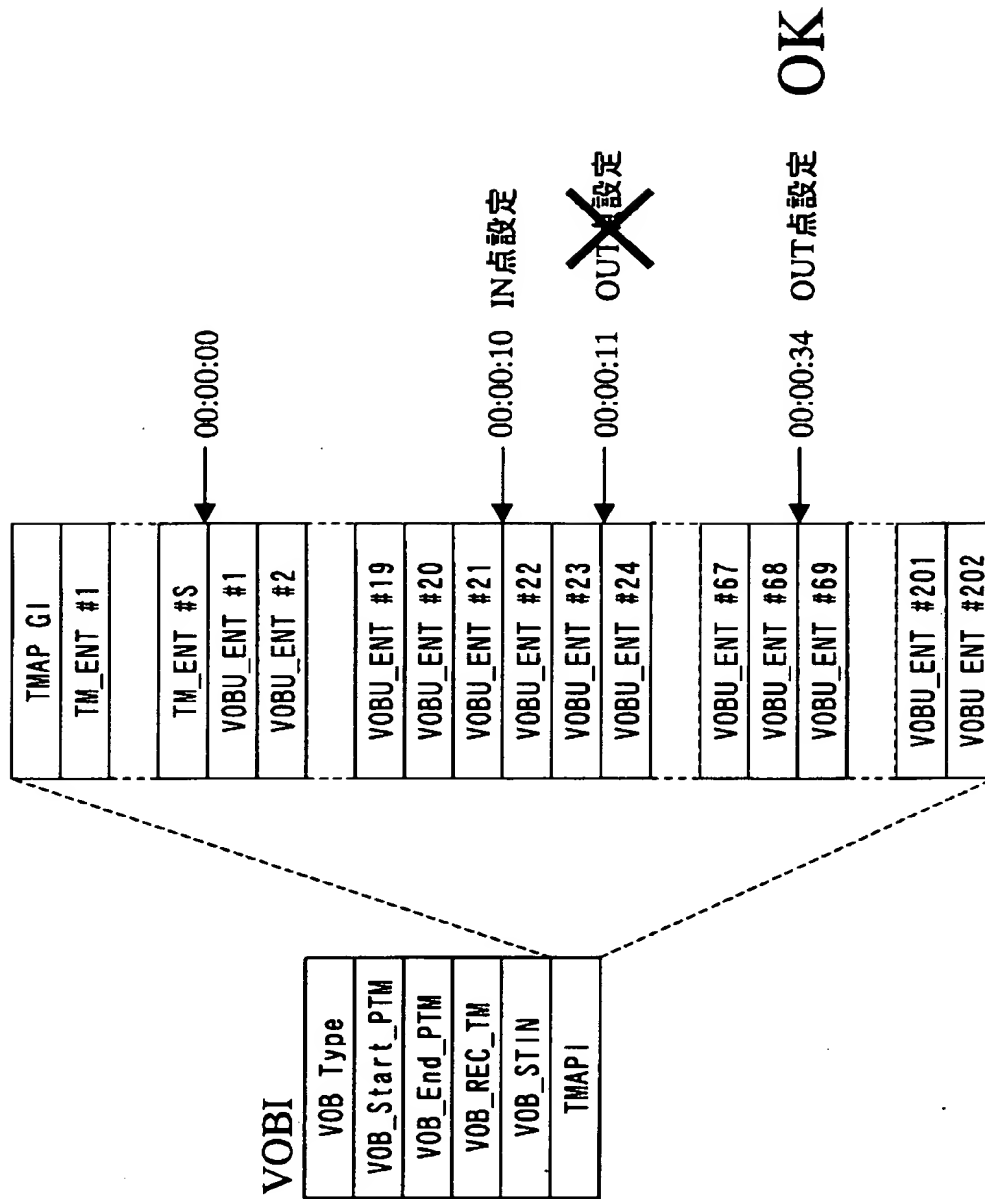 VOBI
VOB Type
VOB_Start_PTM
VOB_End_PTM
VOB_REC_TM
VOB_STIN
TMAPI
TMAP GI
TM_ENT #1
TM_ENT #S
VOBU_ENT #1
VOBU_ENT #2
VOBU_ENT #19
VOBU_ENT #20
VOBU_ENT #21
VOBU_ENT #22
VOBU_ENT #23
VOBU_ENT #24
VOBU_ENT #67
VOBU_ENT #68
VOBU_ENT #69
VOBU_ENT #201
VOBU ENT #202
00:00:00
00:00:10 IN点設定
00:00:11 OUT点設定
00:00:34 OUT点設定 OK